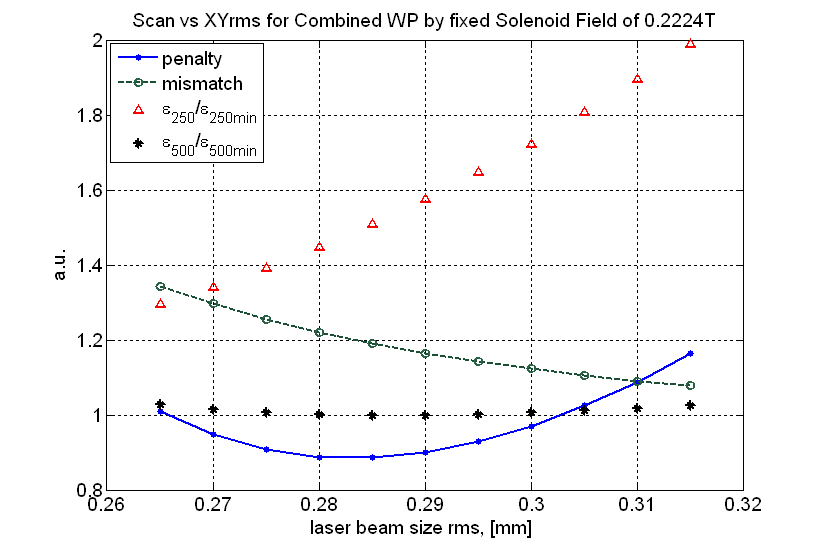 Scan vs XYrms for Combined WP by fixed Solenoid Field of 0.2224T
2
1.8
1.6
1.4
1.2
1
0.8
a.u.
penalty
mismatch
ε250/ε250min
ε500/ε500min
0.26 0.27 0.28 0.29 0.3 0.31 0.32
laser beam size rms, [mm]